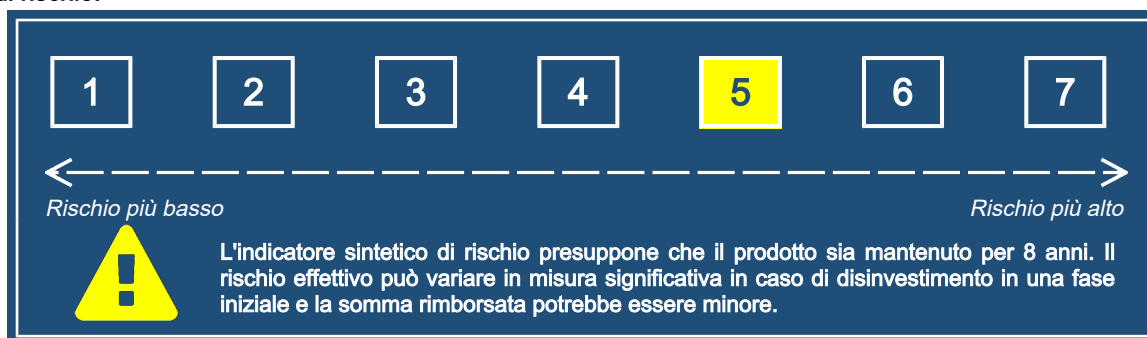 1 2 3 4 5 6 7
Rischio più basso Rischio più alto
L'indicatore sintetico di rischio presuppone che il prodotto sia mantenuto per 8 anni. Il
rischio effettivo può variare in misura significativa in caso di disinvestimento in una fase
iniziale e la somma rimborsata potrebbe essere minore.